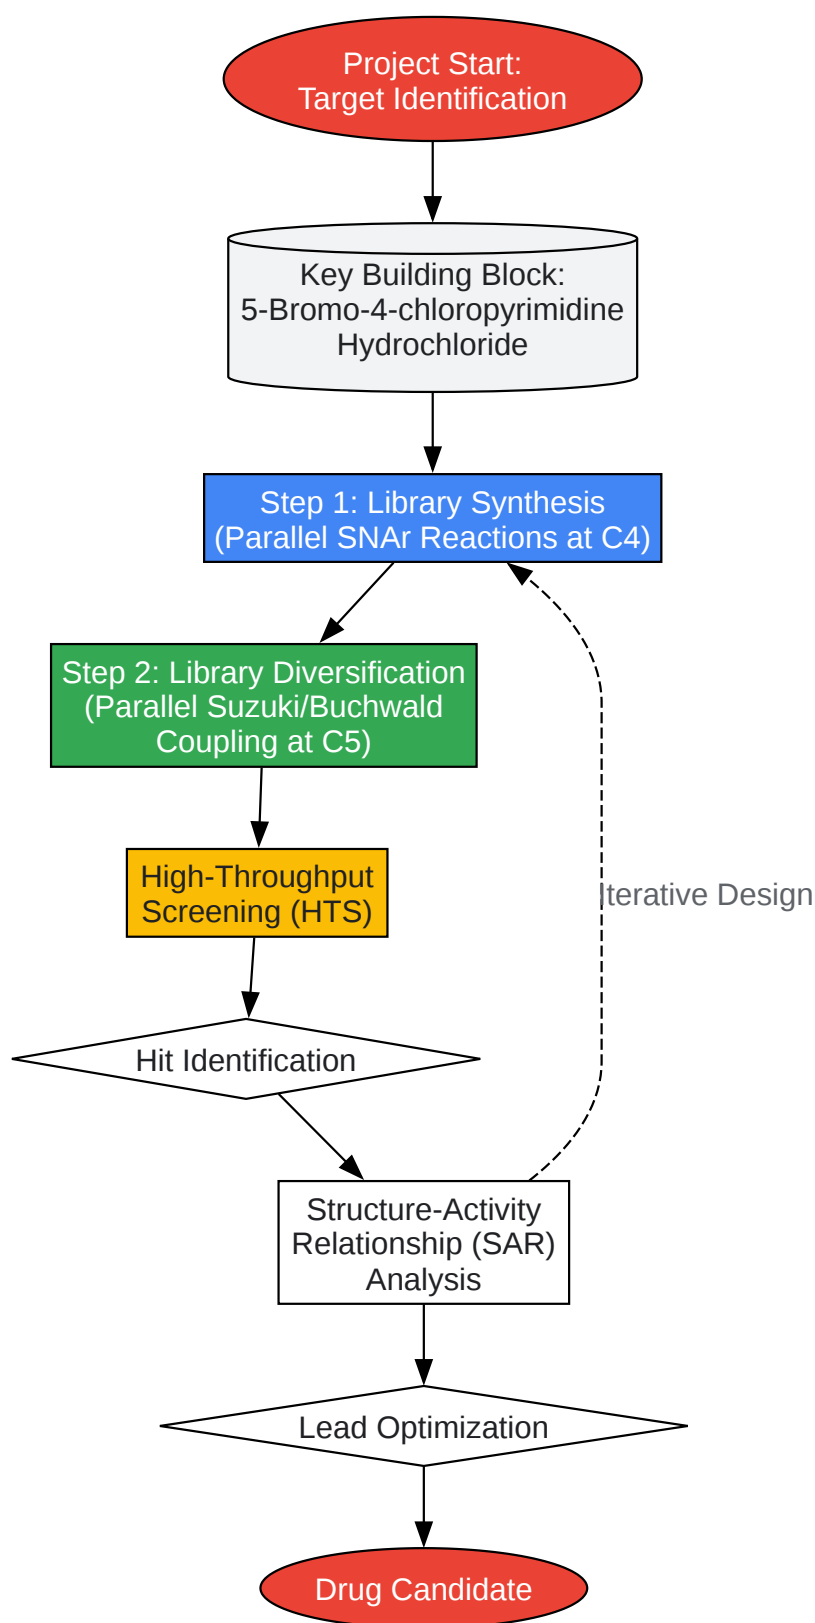 Project Start:
Target Identification
Key Building Block:
5-Bromo-4-chloropyrimidine
Hydrochloride
Step 1: Library Synthesis
(Parallel SNAr Reactions at C4)
Step 2: Library Diversification
(Parallel Suzuki/Buchwald
Coupling at C5)
High-Throughput
Screening (HTS)
Iterative Design
Hit Identification
Structure-Activity
Relationship (SAR)
Analysis
Lead Optimization
Drug Candidate